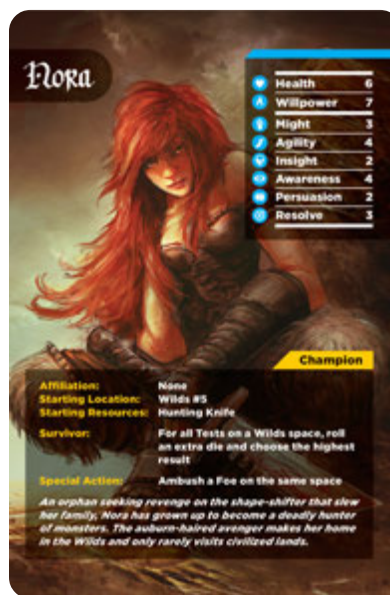 Nora
Health 6
Willpower 7
Might 3
Agility 4
Insight 2
Awareness 4
Persuasion 2
Resolve 3
Champion
Affiliation: None
Starting Location: Wilds #5
Starting Resources: Hunting Knife
Survivor: For all Tests on a Wilds space, roll
an extra die and choose the highest
result
Special Action: Ambush a Foe on the same space
An orphan seeking revenge on the shape-shifter that slew
her family, Nora has grown up to become a deadly hunter
of monsters. The auburn-haired avenger makes her home
in the Wilds and only rarely visits civilized lands.